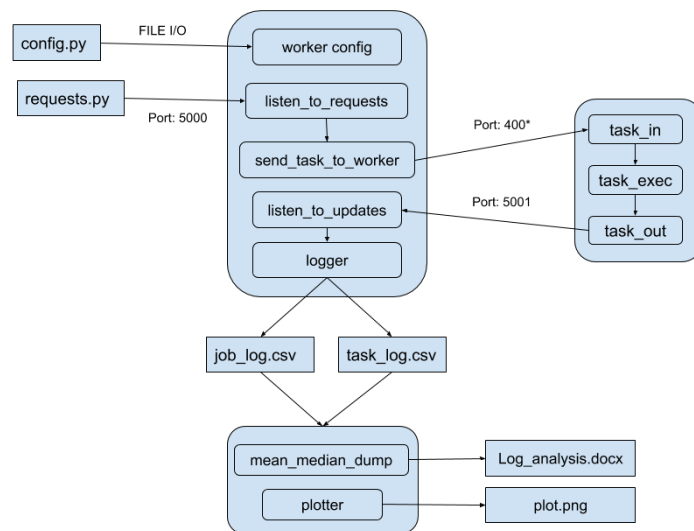 FILE I/O
config.py
worker config
requests.py
listen_to_requests
Port: 5000
Port: 400*
task_in
send_task_to_worker
task_exec
listen_to_updates
Port: 5001
task_out
logger
job_log.csv
task_log.csv
mean_median_dump
Log_analysis.docx
plotter
plot.png